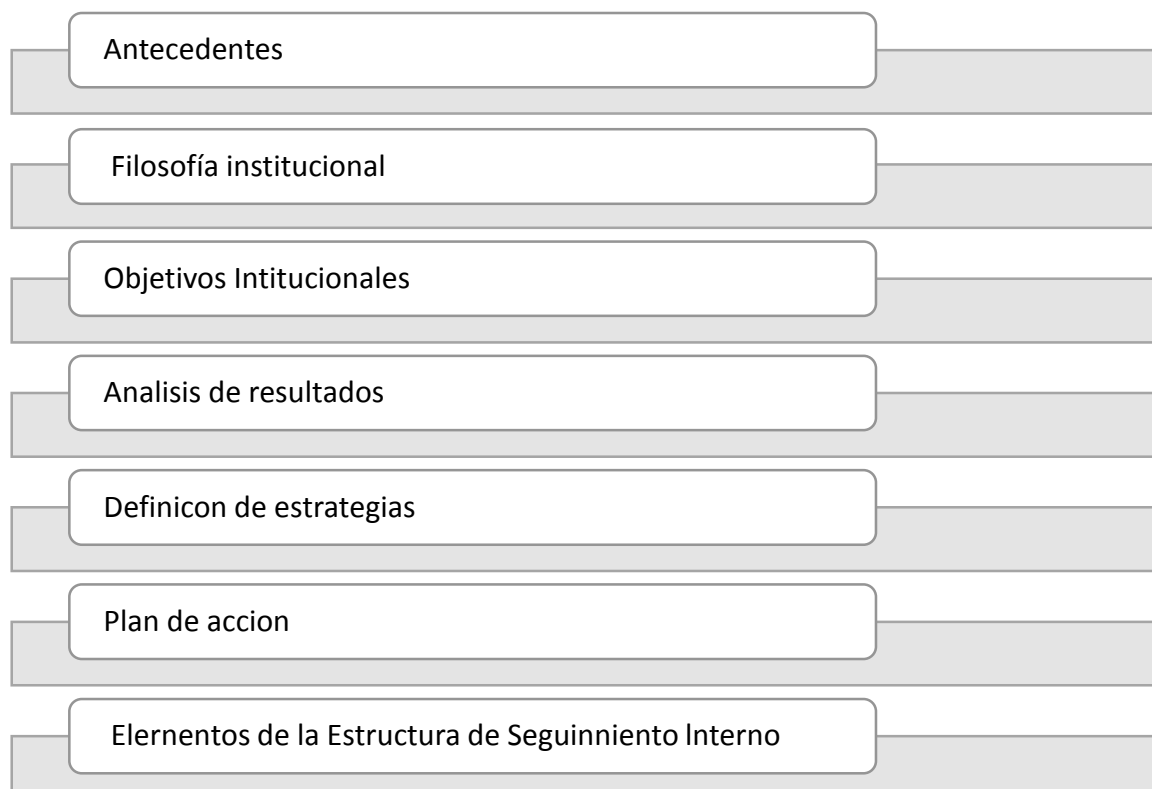 Antecedentes
Filosofía institucional
Objetivos Intitucionales
Analisis de resultados
Definicon de estrategias
Plan de accion
Elernentos de la Estructura de Seguinniento lnterno